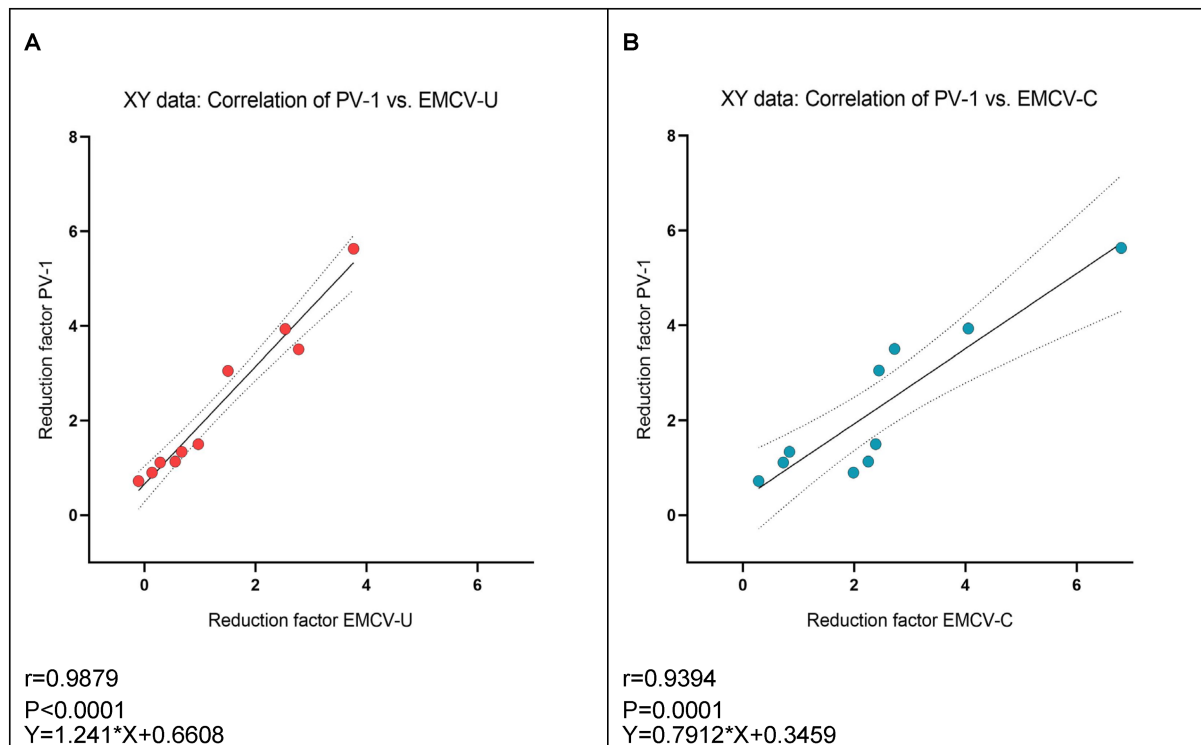 A
XY data: Correlation of PV-1 vs. EMCV-U
8
6
4
2
0
Reduction factor PV-1
0 2 4 6
Reduction factor EMCV-U
r=0.9879
P<0.0001
Y=1.241*X+0.6608
B
XY data: Correlation of PV-1 vs. EMCV-C
8
6
4
2
0
Reduction factor PV-1
0 2 4 6
Reduction factor EMCV-C
r=0.9394
P=0.0001
Y=0.7912*X+0.3459